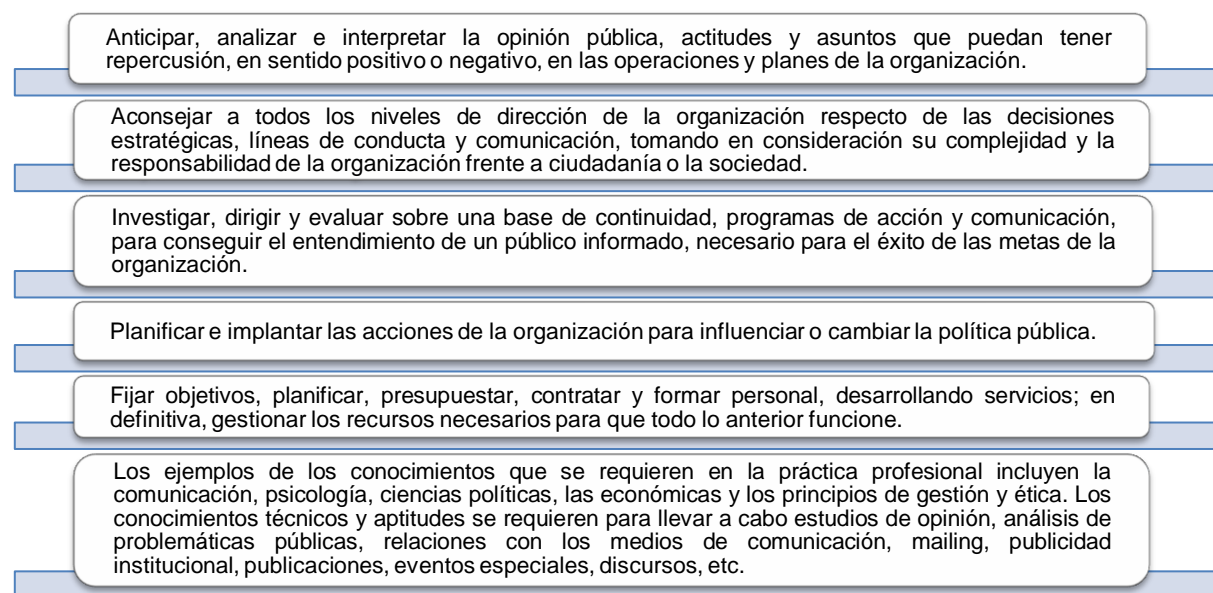 Anticipar, analizar e interpretar la opinión pública, actitudes y asuntos que puedan tener
repercusión, en sentido positivo o negativo, en las operaciones y planes de la organización.
Aconsejar a todos los niveles de dirección de la organización respecto de las decisiones
estratégicas, líneas de conducta y comunicación, tomando en consideración su complejidad y la
responsabilidad de la organización frente a ciudadanía o la sociedad.
Investigar, dirigir y evaluar sobre una base de continuidad, programas de acción y comunicación,
para conseguir el entendimiento de un público informado, necesario para el éxito de las metas de la
organización.
Planificar e implantar las acciones de la organización para influenciar o cambiar la política pública.
Fijar objetivos, planificar, presupuestar, contratar y formar personal, desarrollando servicios; en
definitiva, gestionar los recursos necesarios para que todo lo anterior funcione.
Los ejemplos de los conocimientos que se requieren en la práctica profesional incluyen la
comunicación, psicología, ciencias políticas, las económicas y los principios de gestión y ética. Los
conocimientos técnicos y aptitudes se requieren para llevar a cabo estudios de opinión, análisis de
problemáticas públicas, relaciones con los medios de comunicación, mailing, publicidad
institucional, publicaciones, eventos especiales, discursos, etc.